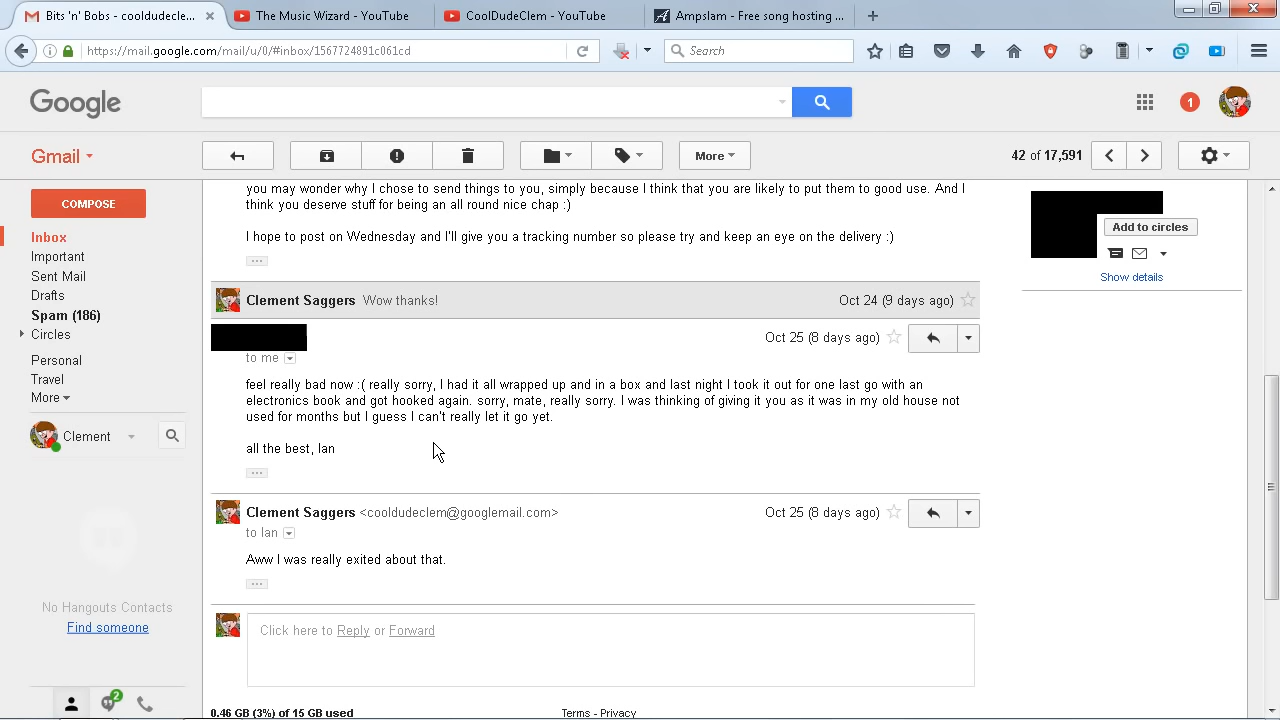 Bits 'n' Bobs - cooldudeclem...
The Music Wizard - YouTube
CoolDudeClem - YouTube
Ampslam - Free song hosting ...
https://mail.google.com/mail/u/0/#inbox/1567724891c061cd
Search
Google
1
Gmail
More
42 of 17,591
COMPOSE
Inbox
Important
Sent Mail
Drafts
Spam (186)
Circles
Personal
Travel
More
Clement
No Hangouts Contacts
Find someone
2
you may wonder why I chose to send things to you, simply because I think that you are likely to put them to good use. And I
think you deserve stuff for being an all round nice chap :)
I hope to post on Wednesday and I'll give you a tracking number so please try and keep an eye on the delivery :)
Clement Saggers Wow thanks! Oct 24 (9 days ago)
Oct 25 (8 days ago)
to me
feel really bad now :( really sorry, I had it all wrapped up and in a box and last night I took it out for one last go with an
electronics book and got hooked again. sorry, mate, really sorry. I was thinking of giving it you as it was in my old house not
used for months but I guess I can't really let it go yet.
all the best, Ian
Clement Saggers <cooldudeclem@googlemail.com> Oct 25 (8 days ago)
to Ian
Aww I was really exited about that.
Click here to Reply or Forward
0.46 GB (3%) of 15 GB used
Terms - Privacy
Add to circles
Show details